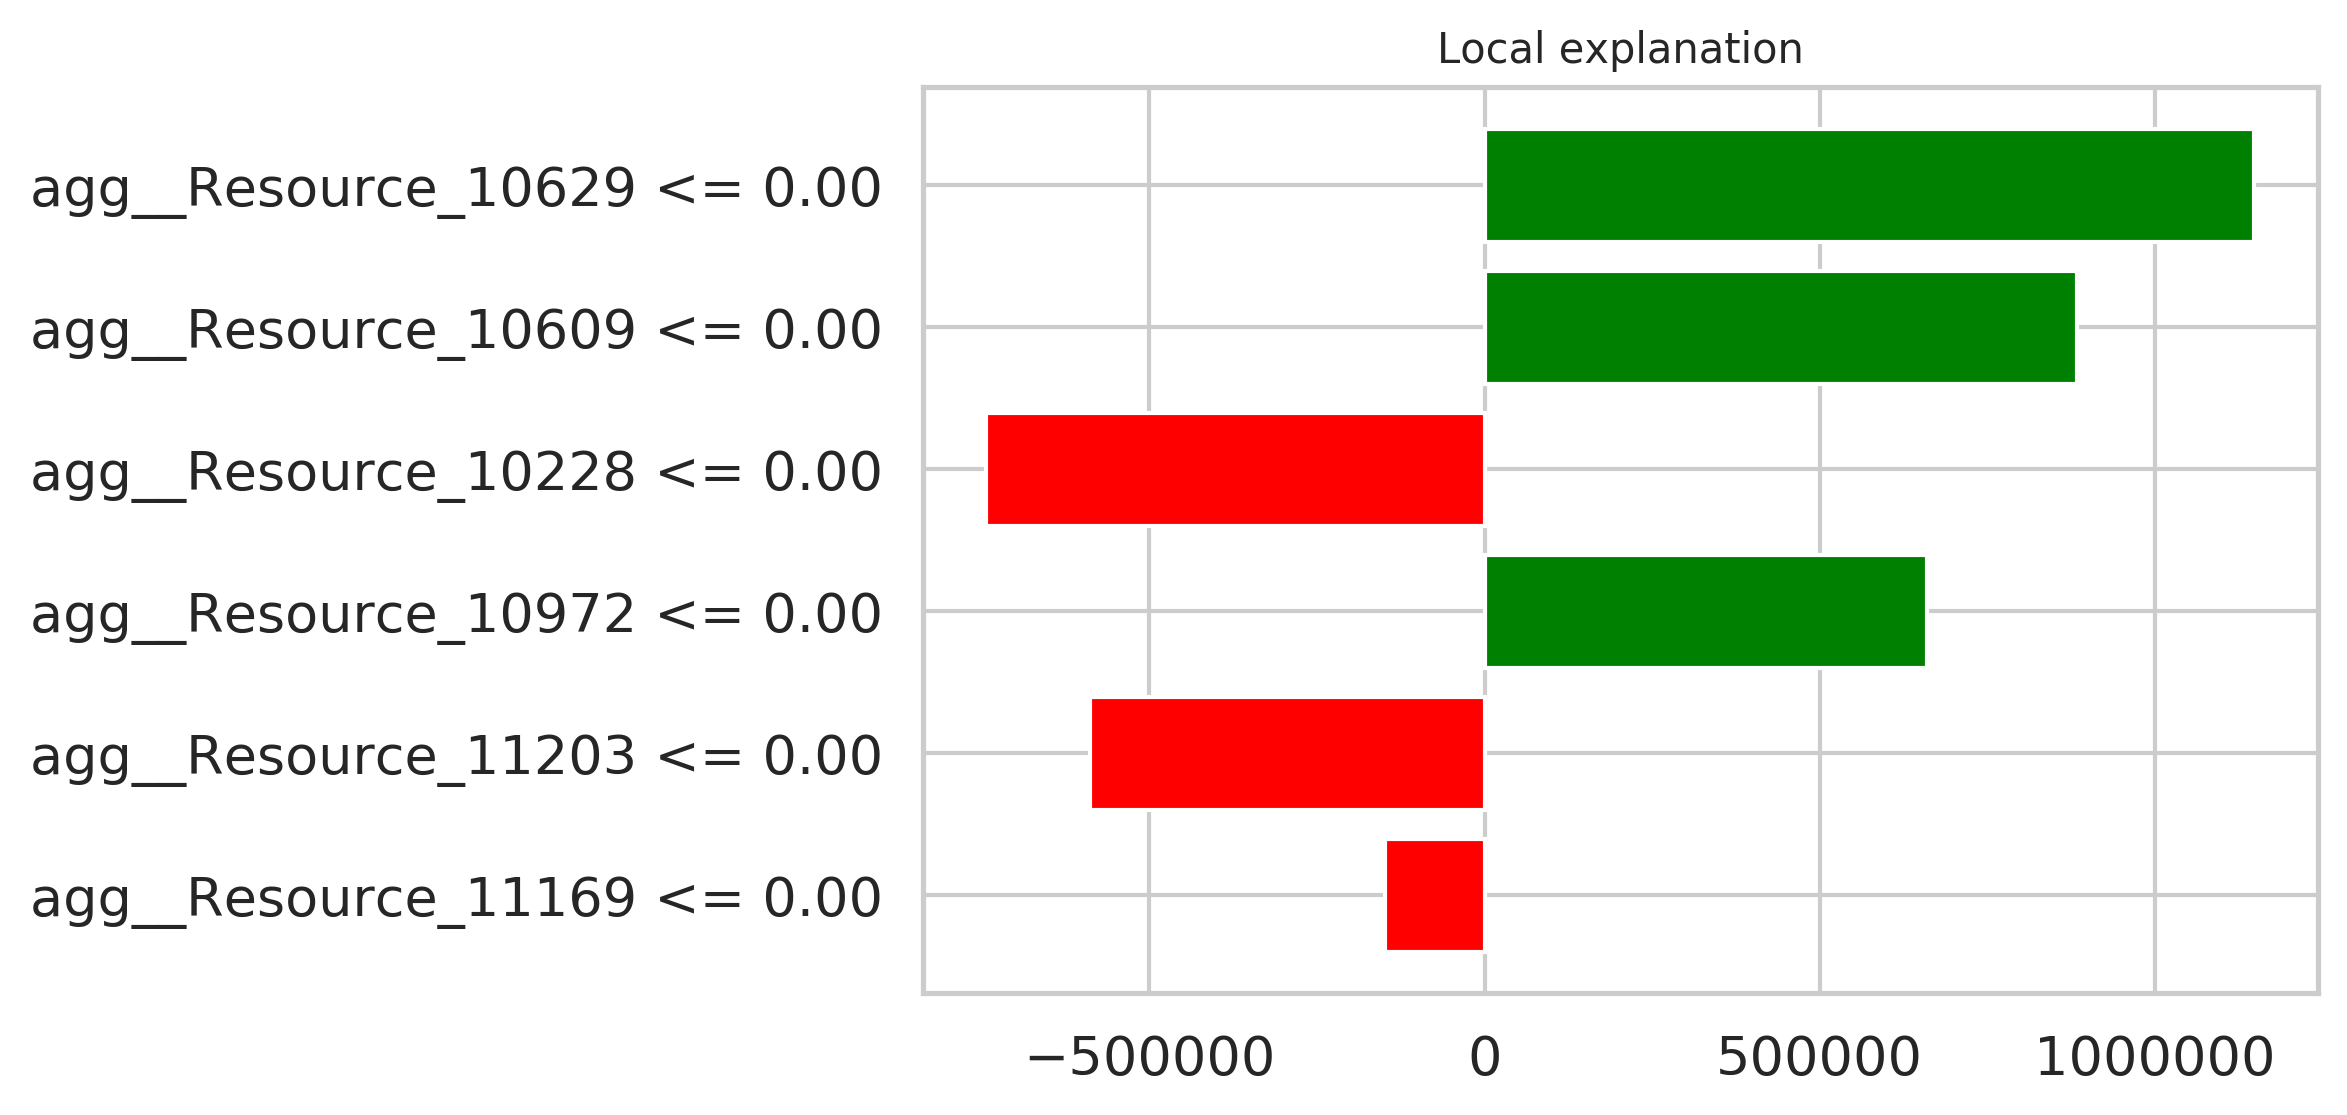 Local explanation
agg__Resource_10629 <= 0.00
agg__Resource_10609 <= 0.00
agg__Resource_10228 <= 0.00
agg__Resource_10972 <= 0.00
agg__Resource_11203 <= 0.00
agg__Resource_11169 <= 0.00
−500000 0 500000 1000000